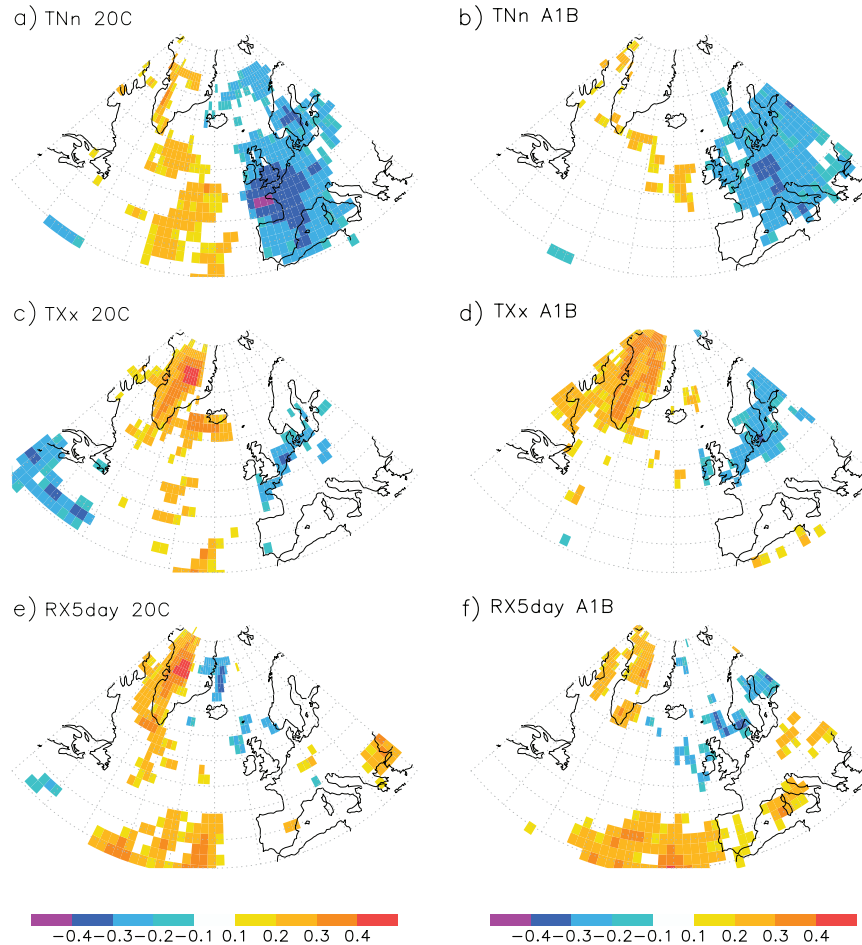 a) TNn 20C
b) TNn A1B
c) TXx 20C
d) TXx A1B
e) RX5day 20C
f) RX5day A1B
-0.4-0.3-0.2-0.1 0.1 0.2 0.3 0.4
-0.4-0.3-0.2-0.1 0.1 0.2 0.3 0.4